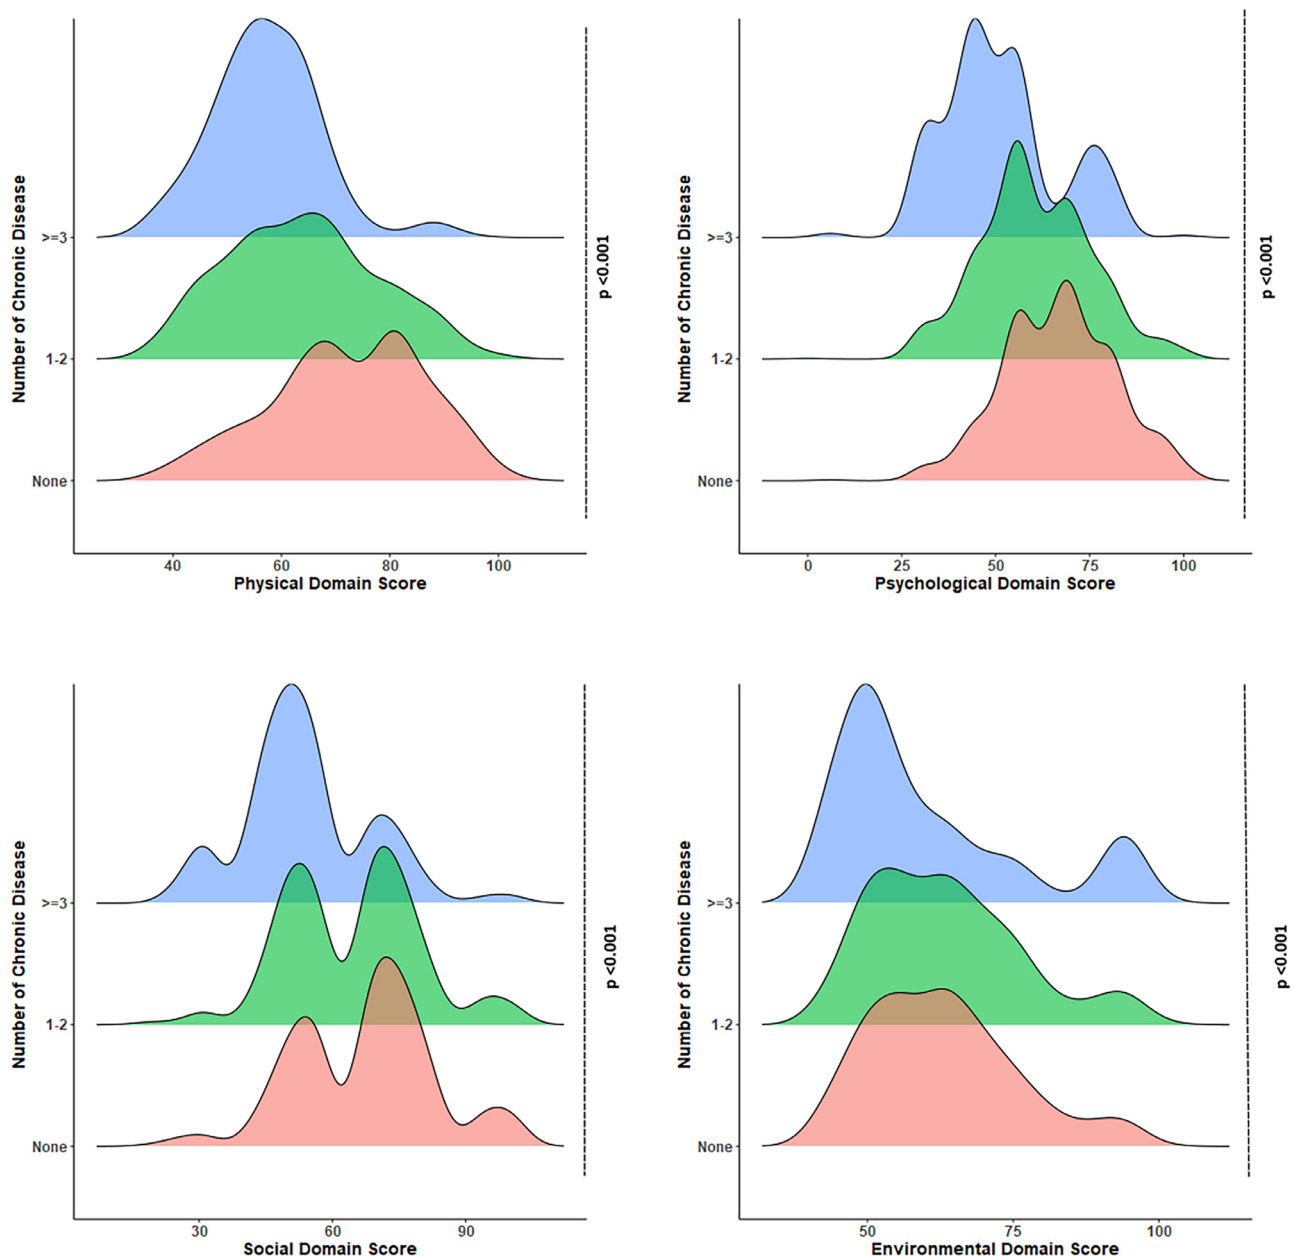 Number of Chronic Disease
>=3
1-2
None
40 60 80 100
Physical Domain Score
p <0.001
Number of Chronic Disease
>=3
1-2
None
0 25 50 75 100
Psychological Domain Score
p <0.001
Number of Chronic Disease
>=3
1-2
None
30 60 90
Social Domain Score
p <0.001
Number of Chronic Disease
>=3
1-2
None
50 75 100
Environmental Domain Score
p <0.001